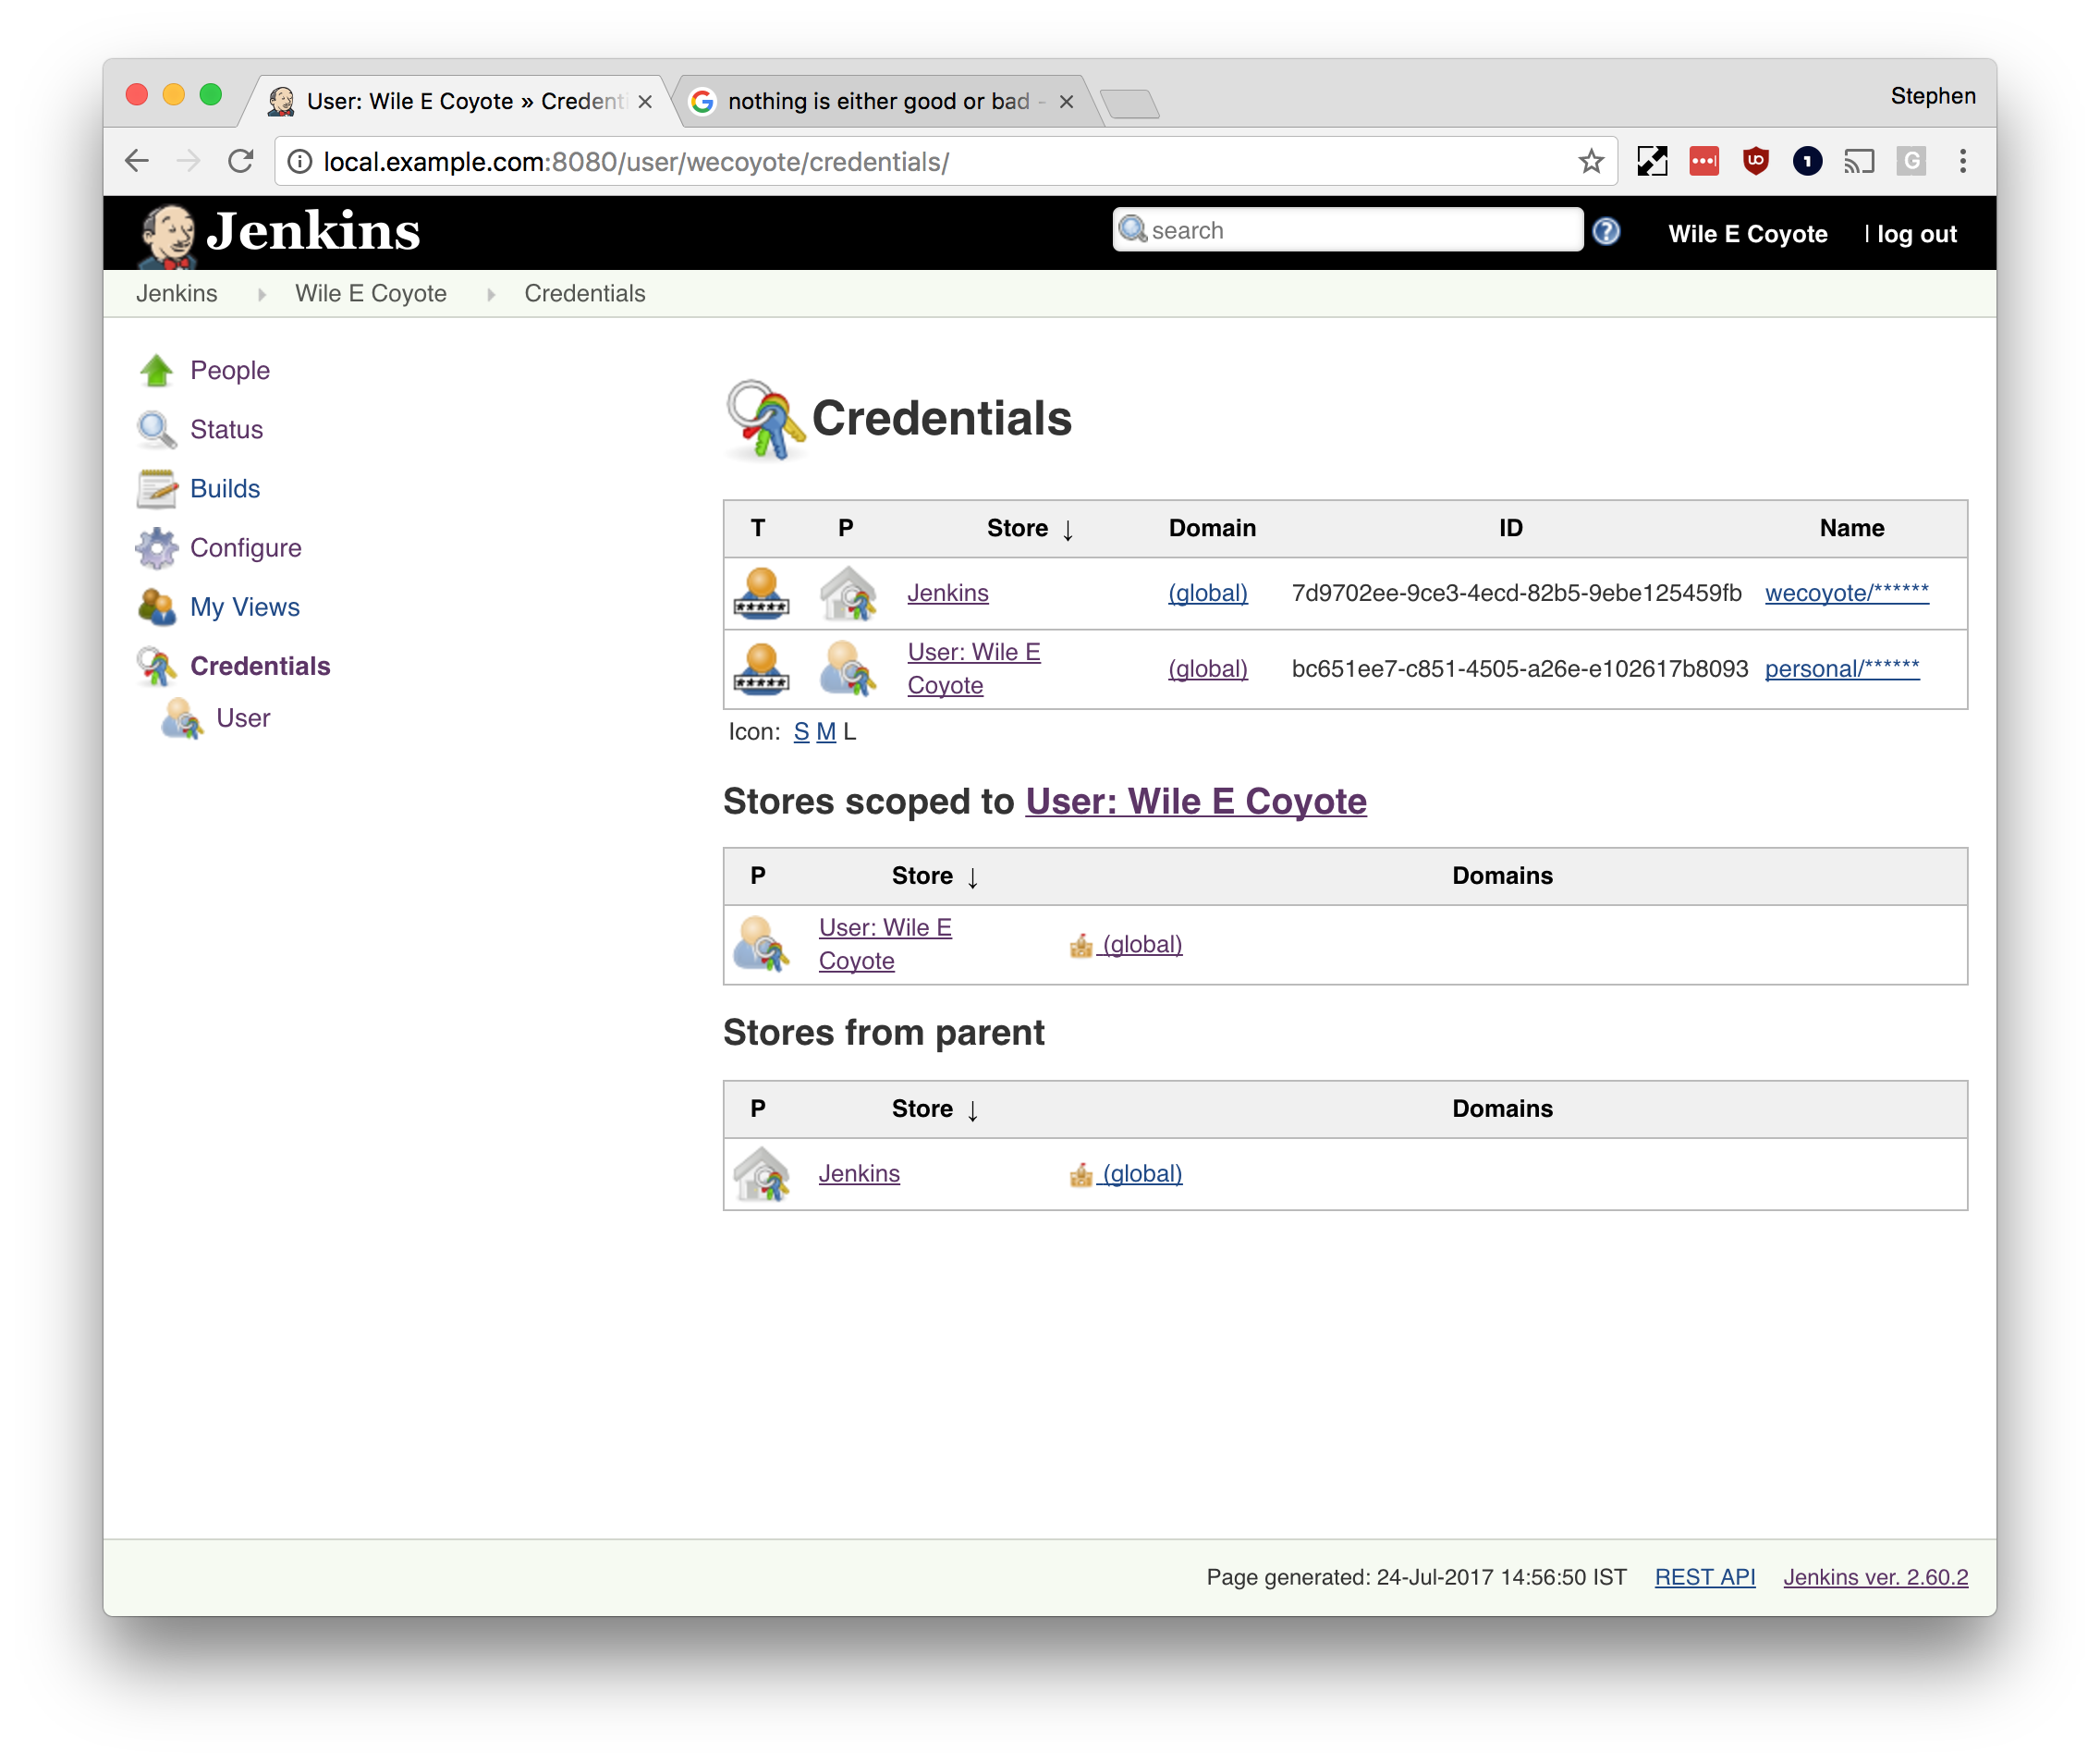 User: Wile E Coyote » Credenti
nothing is either good or bad -
Stephen
local.example.com:8080/user/wecoyote/credentials/
Jenkins
search
Wile E Coyote
| log out
Jenkins
Wile E Coyote
Credentials
People
Status
Builds
Configure
My Views
Credentials
User
Credentials
T P Store ↓ Domain ID Name
Jenkins (global) 7d9702ee-9ce3-4ecd-82b5-9ebe125459fb wecoyote/******
User: Wile E
Coyote
(global) bc651ee7-c851-4505-a26e-e102617b8093 personal/******
Icon: S M L
Stores scoped to User: Wile E Coyote
P Store ↓ Domains
User: Wile E
Coyote
(global)
Stores from parent
P Store ↓ Domains
Jenkins (global)
Page generated: 24-Jul-2017 14:56:50 IST REST API Jenkins ver. 2.60.2